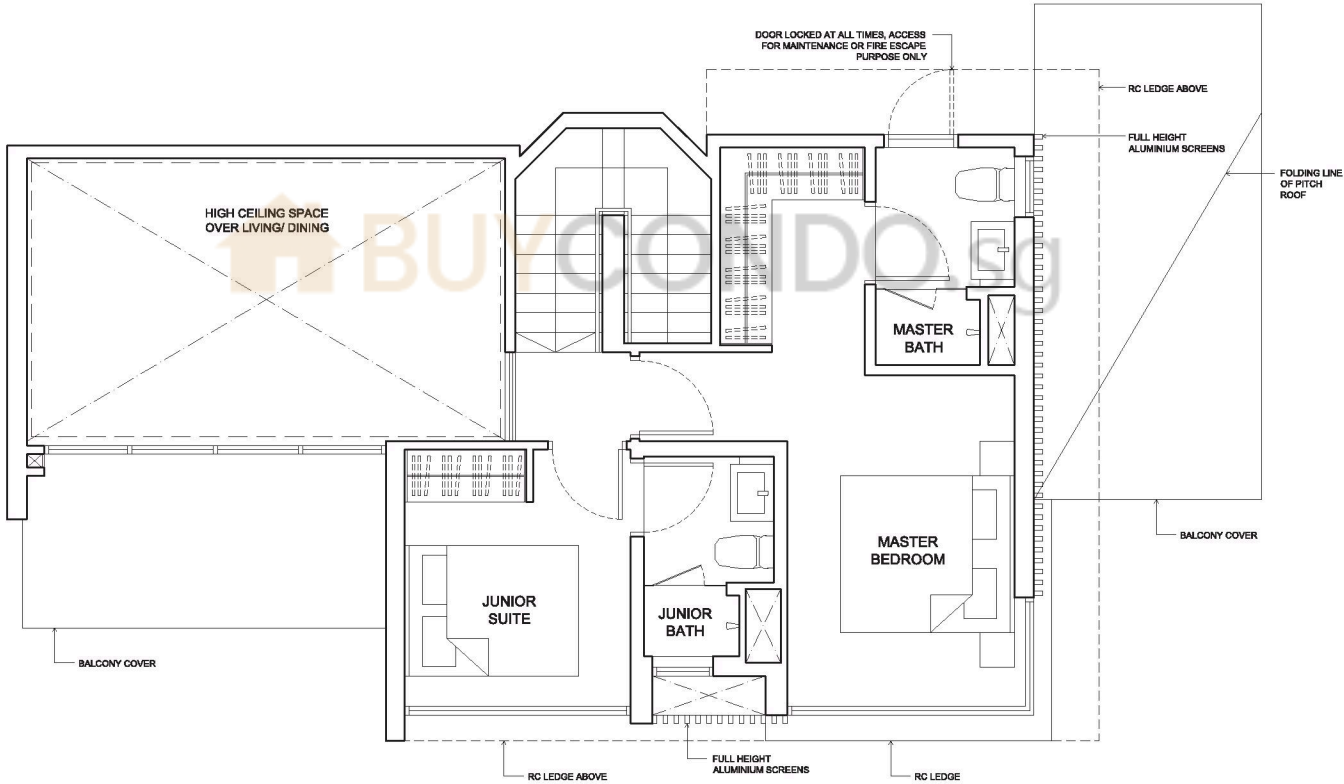 DOOR LOCKED AT ALL TIMES, ACCESS
FOR MAINTENANCE OR FIRE ESCAPE
PURPOSE ONLY
RC LEDGE ABOVE
FULL HEIGHT
ALUMINIUM SCREENS
FOLDING LINE
OF PITCH
ROOF
HIGH CEILING SPACE
OVER LIVING/ DINING
BUYCONDO.sg
MASTER
BATH
MASTER
BEDROOM
BALCONY COVER
JUNIOR
SUITE
JUNIOR
BATH
BALCONY COVER
FULL HEIGHT
ALUMINIUM SCREENS
RC LEDGE ABOVE
RC LEDGE